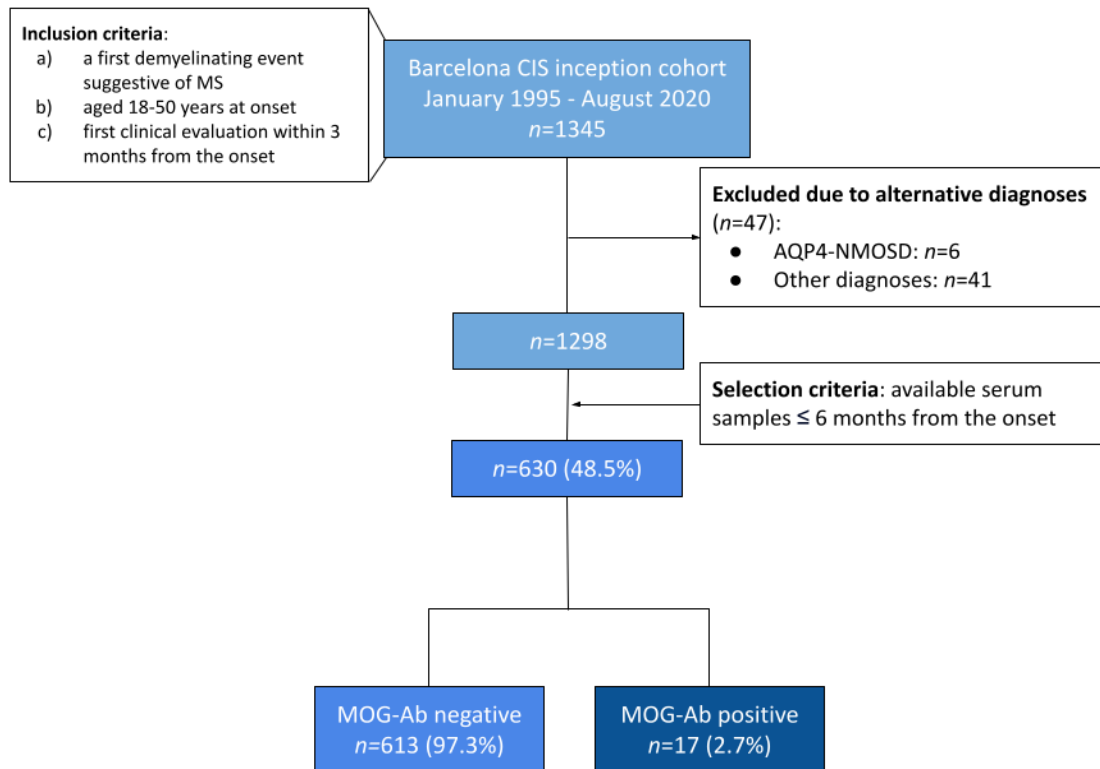 Inclusion criteria:
a) a first demyelinating event
suggestive of MS
b) aged 18-50 years at onset
c) first clinical evaluation within 3
months from the onset
Barcelona CIS inception cohort
January 1995 - August 2020
n=1345
Excluded due to alternative diagnoses
(n=47):
● AQP4-NMOSD: n=6
● Other diagnoses: n=41
n=1298
Selection criteria: available serum
samples ≤ 6 months from the onset
n=630 (48.5%)
MOG-Ab negative
n=613 (97.3%)
MOG-Ab positive
n=17 (2.7%)